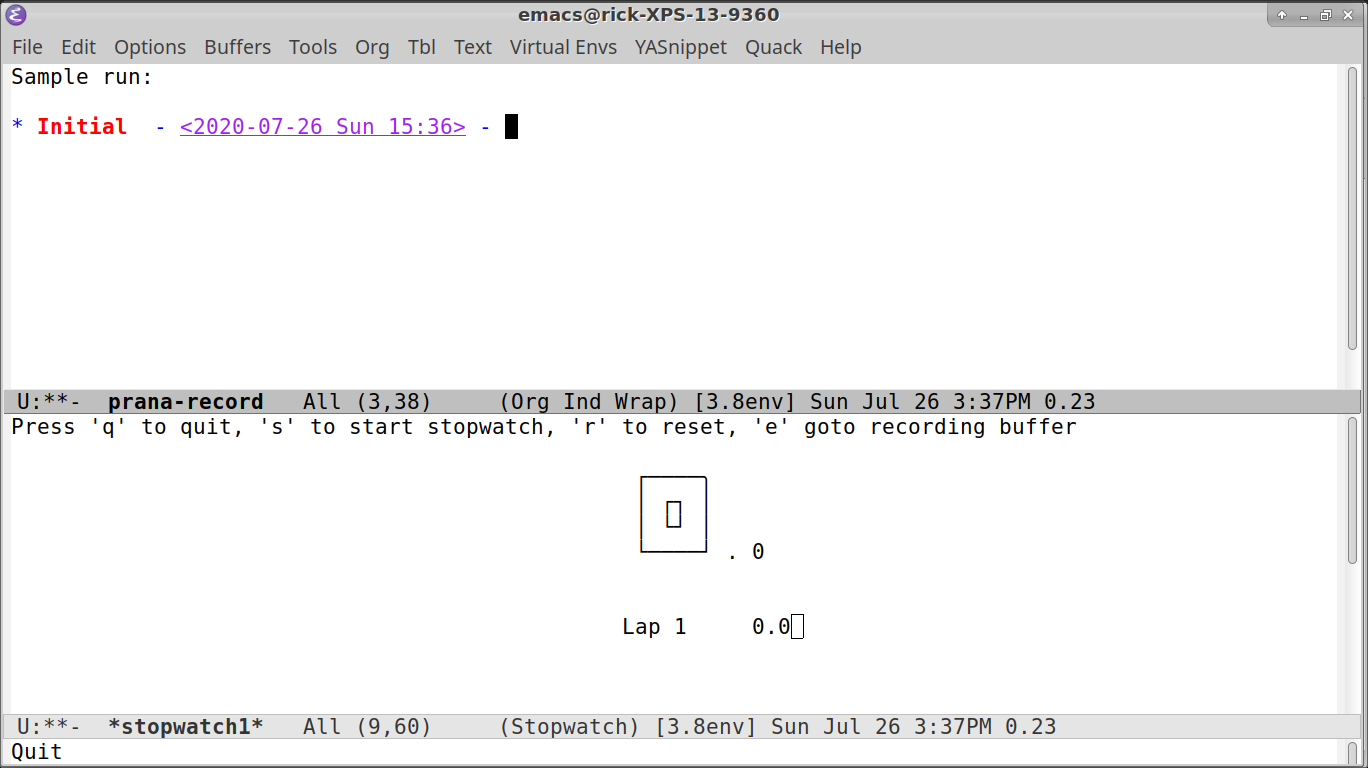 emacs@rick-XPS-13-9360
File Edit Options Buffers Tools Org Tbl Text Virtual Envs YASnippet Quack Help
Sample run:
* Initial  - <2020-07-26 Sun 15:36> -
U:**-  prana-record   All (3,38)     (Org Ind Wrap) [3.8env] Sun Jul 26 3:37PM 0.23
Press 'q' to quit, 's' to start stopwatch, 'r' to reset, 'e' goto recording buffer
0 . 0
Lap 1     0.0
U:**-  *stopwatch1*   All (9,60)     (Stopwatch) [3.8env] Sun Jul 26 3:37PM 0.23
Quit